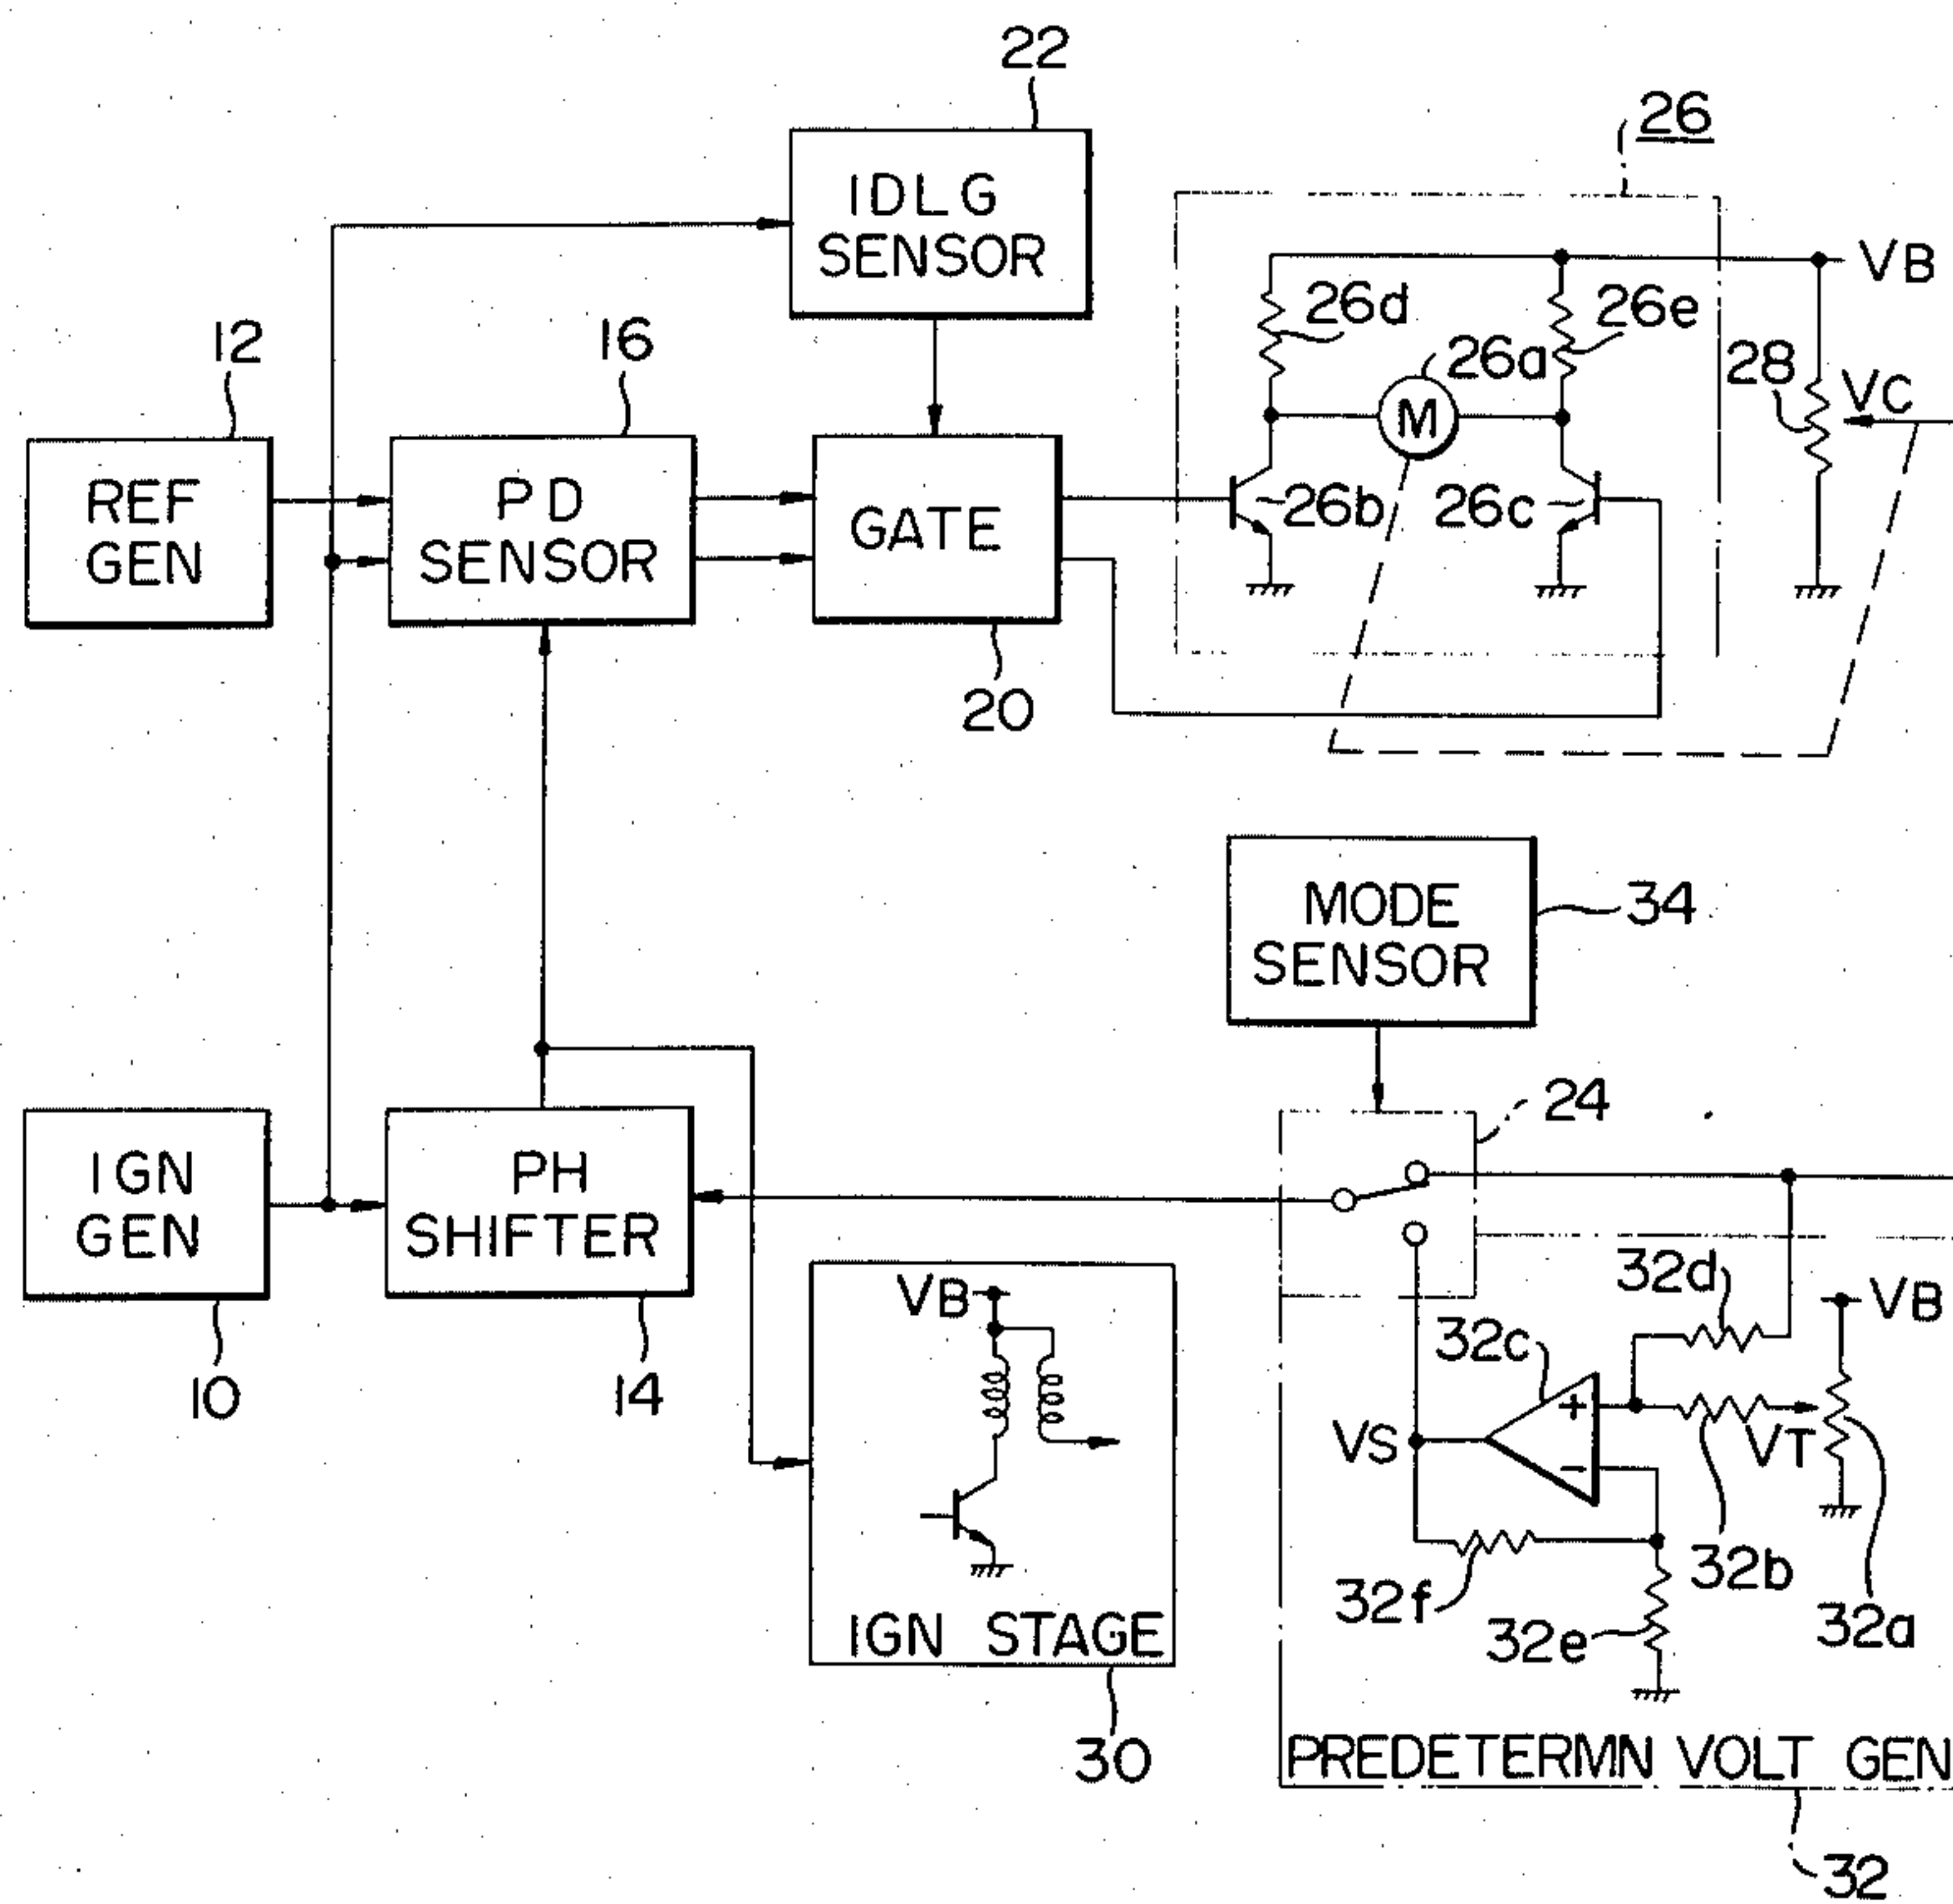 22
26
IDLG
SENSOR
VB
26d
26e
12
16
26a
28
VC
M
REF
GEN
PD
SENSOR
GATE
26b
26c
20
MODE
SENSOR
34
24
IGN
GEN
PH
SHIFTER
32d
VB
VB
32c
10
14
+
VS
VT
-
32b
32f
32a
IGN STAGE
32e
30
PREDETERMN VOLT GEN
32